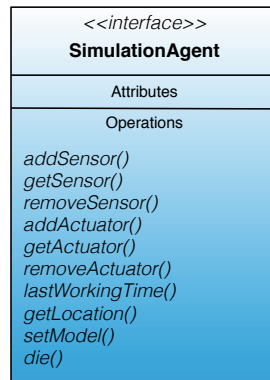 <<interface>>
SimulationAgent
Attributes
Operations
addSensor()
getSensor()
removeSensor()
addActuator()
getActuator()
removeActuator()
lastWorkingTime()
getLocation()
setModel()
die()